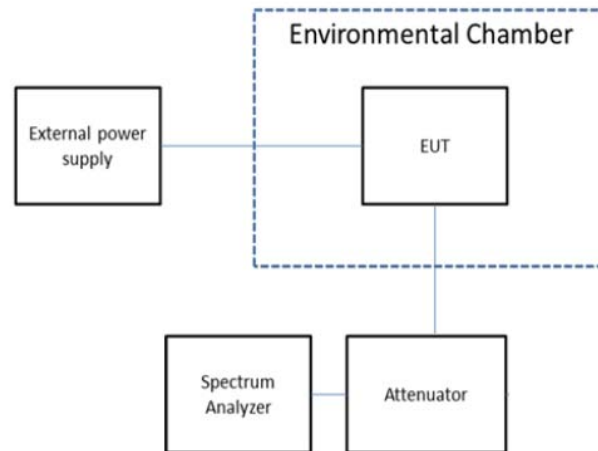 Environmental Chamber
External power
supply
EUT
Spectrum
Analyzer
Attenuator